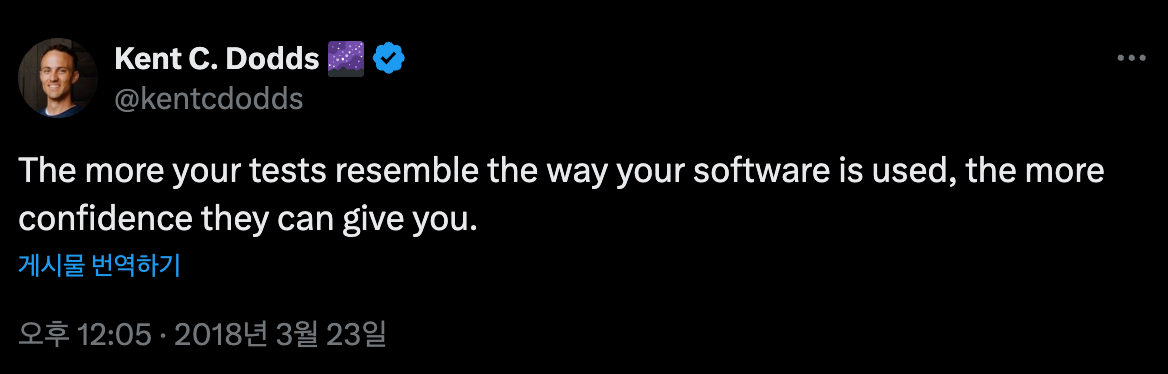 Kent C. Dodds
@kentcdodds
The more your tests resemble the way your software is used, the more
confidence they can give you.
게시물 번역하기
오후 12:05 · 2018년 3월 23일